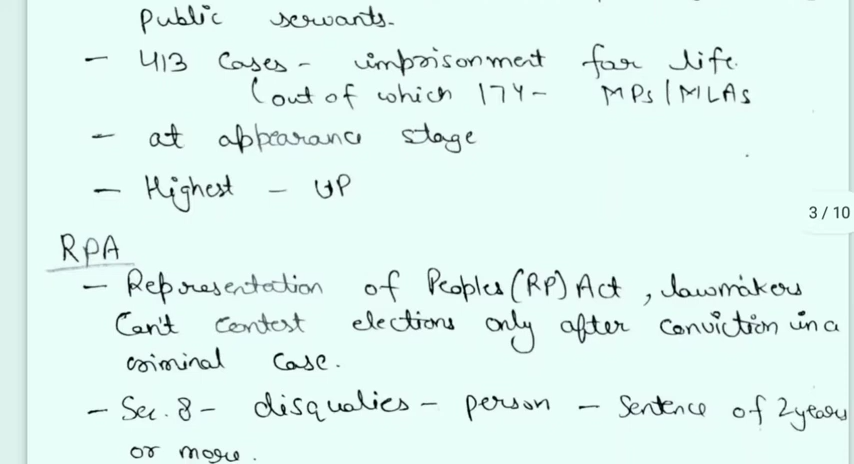 Public servants.
- 413 Cases - imprisonment for life.
(out of which 174 - MPs/MLAs
- at appearance stage
- Highest - UP
3 / 10
RPA
- Representation of Peoples (RP) Act, lawmakers
Can't contest elections only after conviction in a
criminal case.
- Sec. 8 - disqualies - person - Sentence of 2 years
or more.